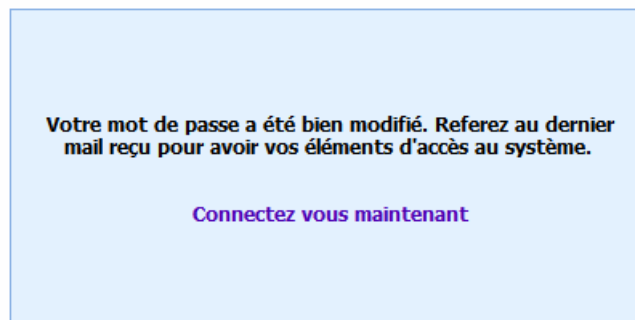 Votre mot de passe a été bien modifié. Referez au dernier
mail reçu pour avoir vos éléments d'accès au système.
Connectez vous maintenant